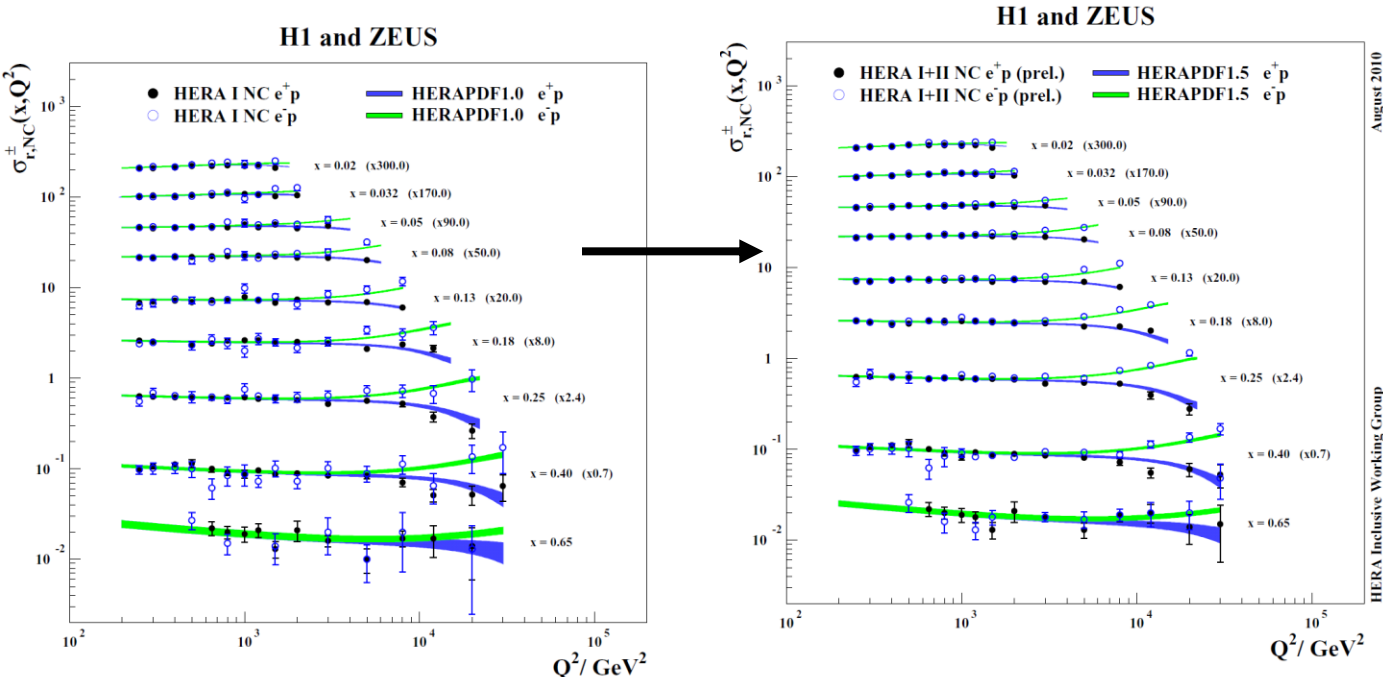 H1 and ZEUS
σ±r,NC(x,Q²)
HERA I NC e⁺p
HERA I NC e⁻p
HERAPDF1.0 e⁺p
HERAPDF1.0 e⁻p
10³
10²
10
1
10⁻¹
10⁻²
x = 0.02 (x300.0)
x = 0.032 (x170.0)
x = 0.05 (x90.0)
x = 0.08 (x50.0)
x = 0.13 (x20.0)
x = 0.18 (x8.0)
x = 0.25 (x2.4)
x = 0.40 (x0.7)
x = 0.65
10² 10³ 10⁴ 10⁵
Q²/ GeV²
H1 and ZEUS
σ±r,NC(x,Q²)
HERA I+II NC e⁺p (prel.)
HERA I+II NC e⁻p (prel.)
HERAPDF1.5 e⁺p
HERAPDF1.5 e⁻p
10³
10²
10
1
10⁻¹
10⁻²
x = 0.02 (x300.0)
x = 0.032 (x170.0)
x = 0.05 (x90.0)
x = 0.08 (x50.0)
x = 0.13 (x20.0)
x = 0.18 (x8.0)
x = 0.25 (x2.4)
x = 0.40 (x0.7)
x = 0.65
10² 10³ 10⁴ 10⁵
Q²/ GeV²
August 2010
HERA Inclusive Working Group